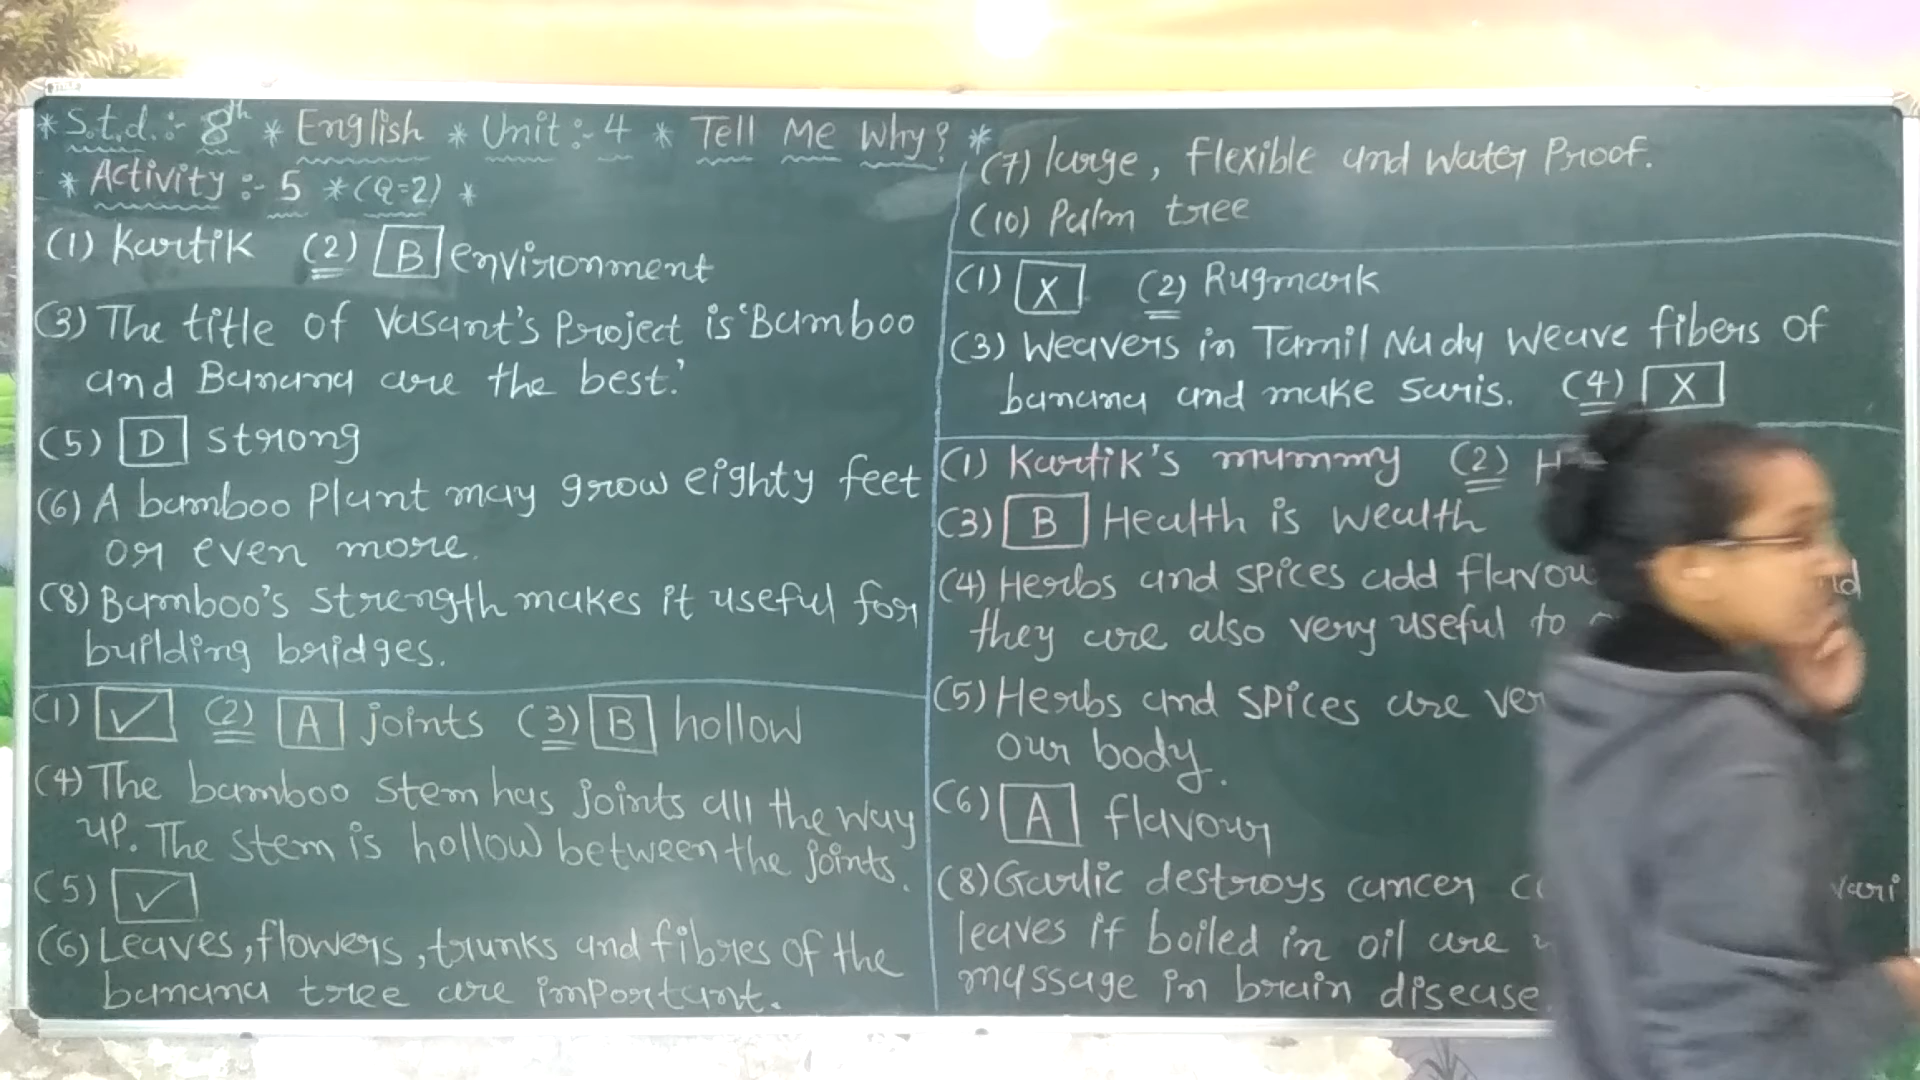 * S.t.d. :- 8th * English * Unit :- 4 * Tell Me Why? *
* Activity :- 5 * (Q=2) *
(1) Kartik (2) B environment
(3) The title of Vasant's Project is 'Bamboo
and Banana are the best.'
(5) D strong
(6) A bamboo Plant may grow eighty feet
or even more.
(8) Bamboo's strength makes it useful for
building bridges.
(1) ✓ (2) A joints (3) B hollow
(4) The bamboo stem has joints all the way
up. The stem is hollow between the joints.
(5) ✓
(6) Leaves, flowers, trunks and fibres of the
banana tree are important.
(7) large, flexible and water Proof.
(10) Palm tree
(1) X (2) Rugmark
(3) Weavers in Tamil Nadu weave fibers of
banana and make saris. (4) X
(1) Kartik's mummy (2)
(3) B Health is wealth
(4) Herbs and spices add
they are also very useful to
(5) Herbs and spices are
our body.
(6) A flavour
(8) Garlic destroys cancer
leaves if boiled in oil are
massage in brain disease.